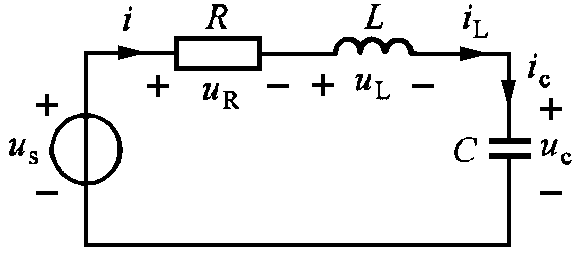 i R L i_L
+ u_R − + u_L − i_c
+ u_s − C + u_c −